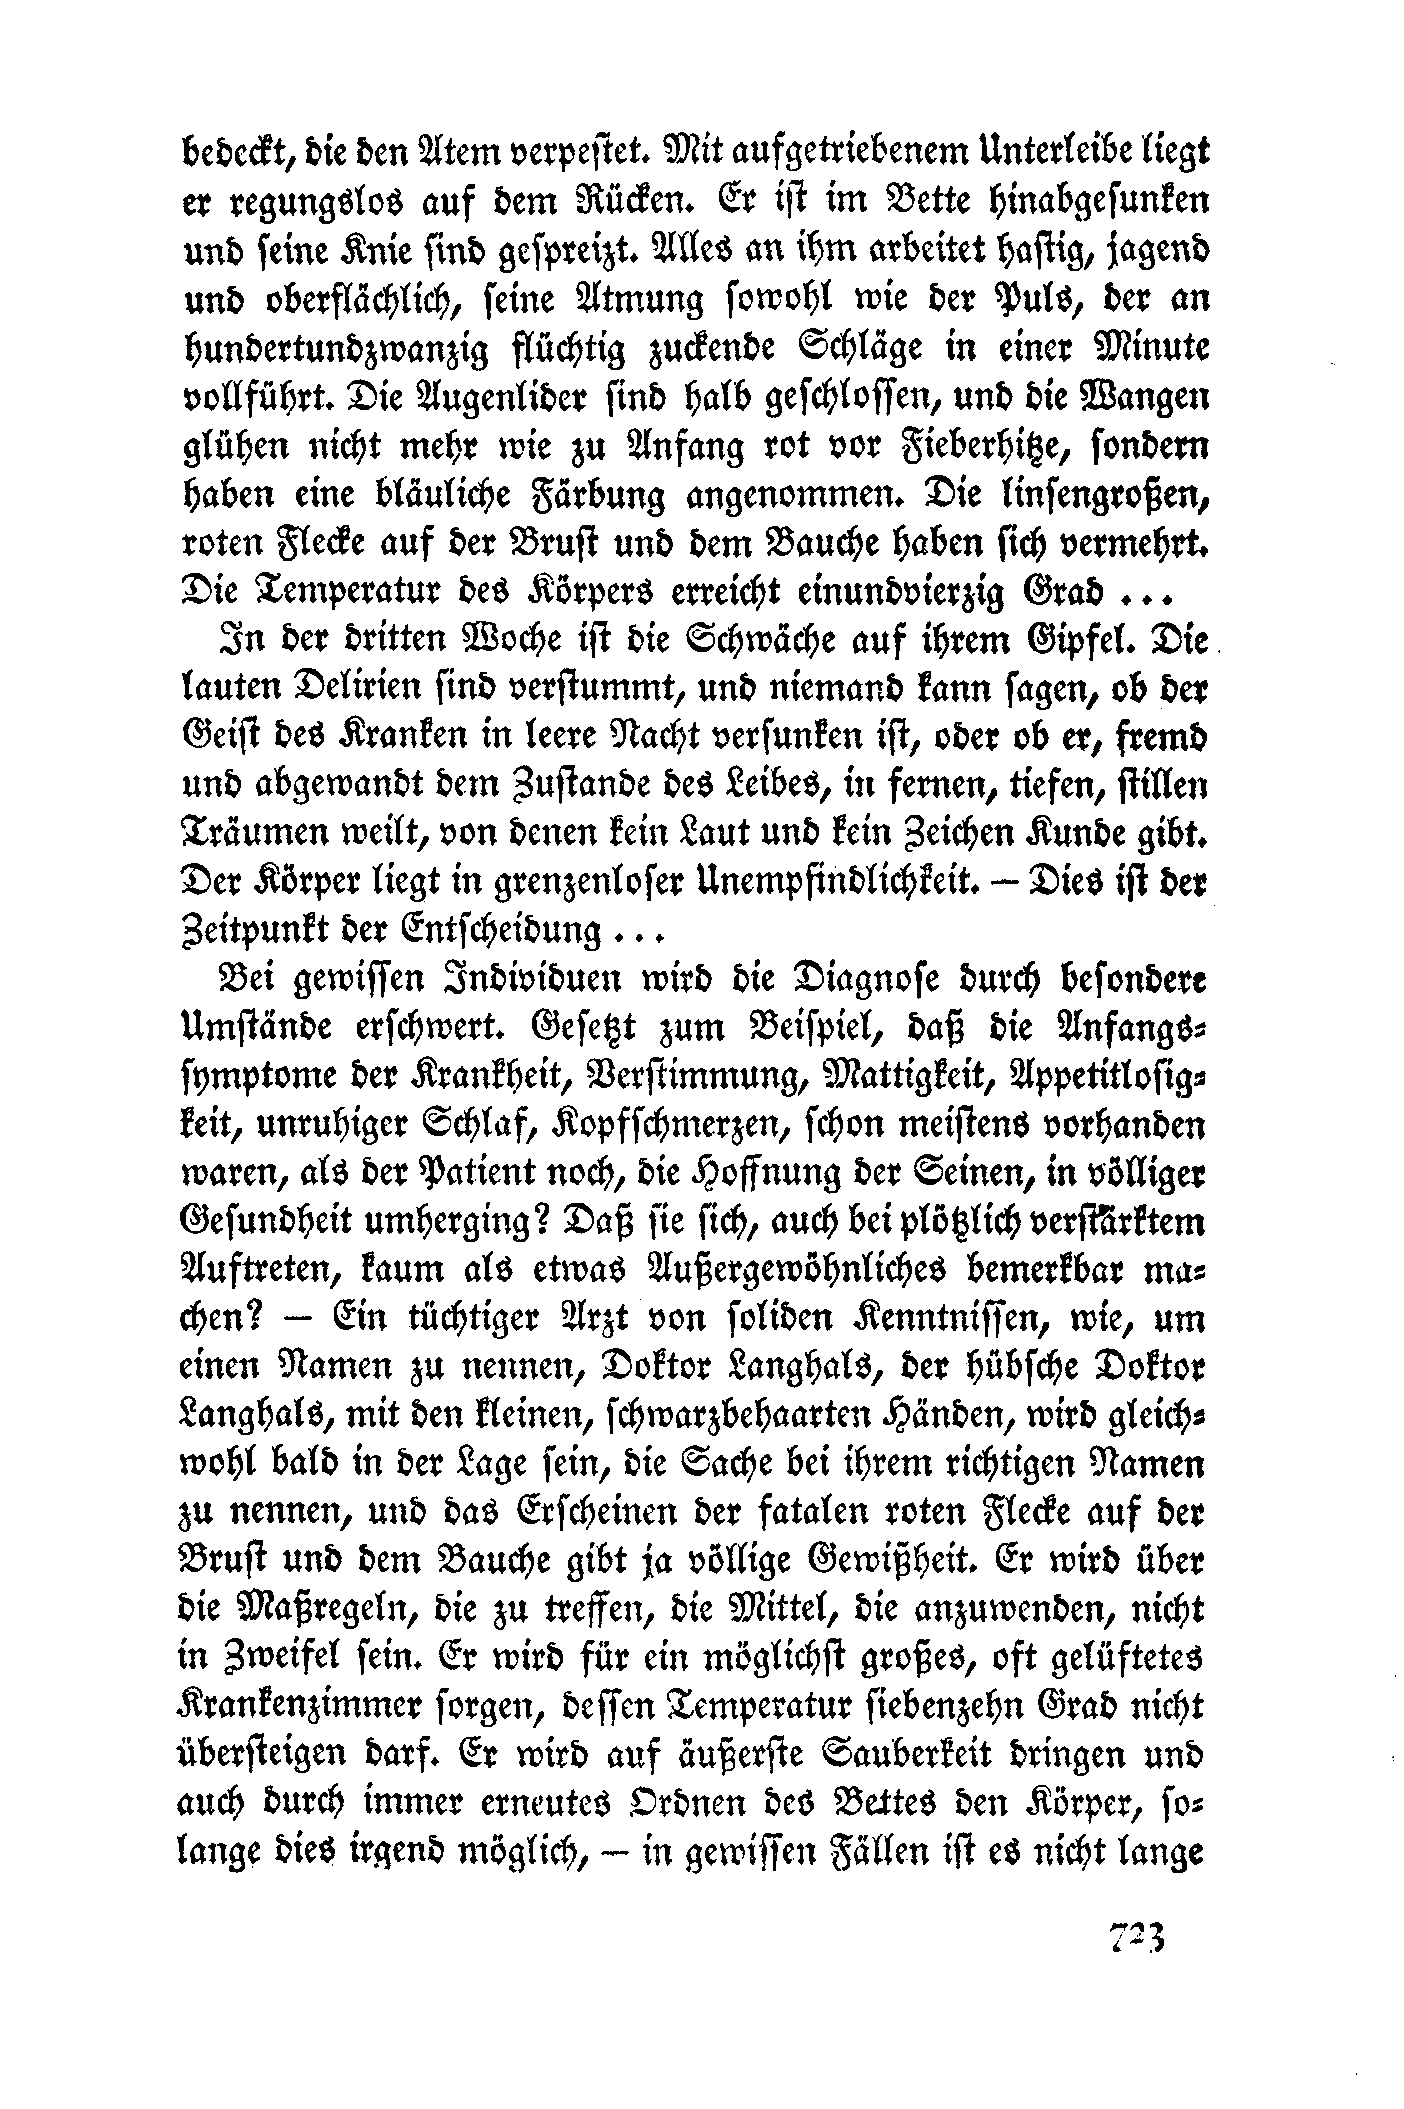 bedeckt, die den Atem verpestet. Mit aufgetriebenem Unterleibe liegt
er regungslos auf dem Rücken. Er ist im Bette hinabgesunken
und seine Knie sind gespreizt. Alles an ihm arbeitet hastig, jagend
und oberflächlich, seine Atmung sowohl wie der Puls, der an
hundertundzwanzig flüchtig zuckende Schläge in einer Minute
vollführt. Die Augenlider sind halb geschlossen, und die Wangen
glühen nicht mehr wie zu Anfang rot vor Fieberhitze, sondern
haben eine bläuliche Färbung angenommen. Die linsengroßen,
roten Flecke auf der Brust und dem Bauche haben sich vermehrt.
Die Temperatur des Körpers erreicht einundvierzig Grad ...
In der dritten Woche ist die Schwäche auf ihrem Gipfel. Die
lauten Delirien sind verstummt, und niemand kann sagen, ob der
Geist des Kranken in leere Nacht versunken ist, oder ob er, fremd
und abgewandt dem Zustande des Leibes, in fernen, tiefen, stillen
Träumen weilt, von denen kein Laut und kein Zeichen Kunde gibt.
Der Körper liegt in grenzenloser Unempfindlichkeit. — Dies ist der
Zeitpunkt der Entscheidung ...
Bei gewissen Individuen wird die Diagnose durch besondere
Umstände erschwert. Gesetzt zum Beispiel, daß die Anfangs-
symptome der Krankheit, Verstimmung, Mattigkeit, Appetitlosig-
keit, unruhiger Schlaf, Kopfschmerzen, schon meistens vorhanden
waren, als der Patient noch, die Hoffnung der Seinen, in völliger
Gesundheit umherging? Daß sie sich, auch bei plötzlich verstärktem
Auftreten, kaum als etwas Außergewöhnliches bemerkbar ma-
chen? — Ein tüchtiger Arzt von soliden Kenntnissen, wie, um
einen Namen zu nennen, Doktor Langhals, der hübsche Doktor
Langhals, mit den kleinen, schwarzbehaarten Händen, wird gleich-
wohl bald in der Lage sein, die Sache bei ihrem richtigen Namen
zu nennen, und das Erscheinen der fatalen roten Flecke auf der
Brust und dem Bauche gibt ja völlige Gewißheit. Er wird über
die Maßregeln, die zu treffen, die Mittel, die anzuwenden, nicht
in Zweifel sein. Er wird für ein möglichst großes, oft gelüftetes
Krankenzimmer sorgen, dessen Temperatur siebenzehn Grad nicht
übersteigen darf. Er wird auf äußerste Sauberkeit dringen und
auch durch immer erneutes Ordnen des Bettes den Körper, so-
lange dies irgend möglich, — in gewissen Fällen ist es nicht lange
723